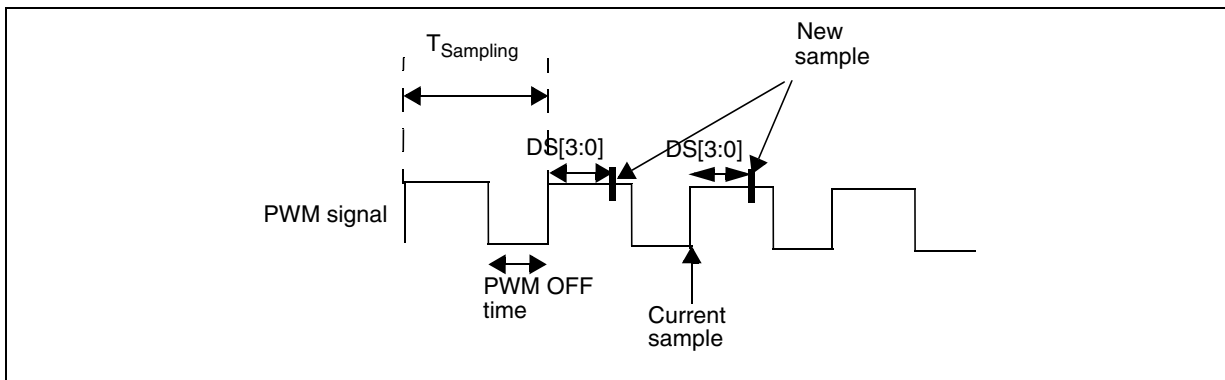 New
sample
TSampling
DS[3:0]
DS[3:0]
PWM signal
PWM OFF
time
Current
sample